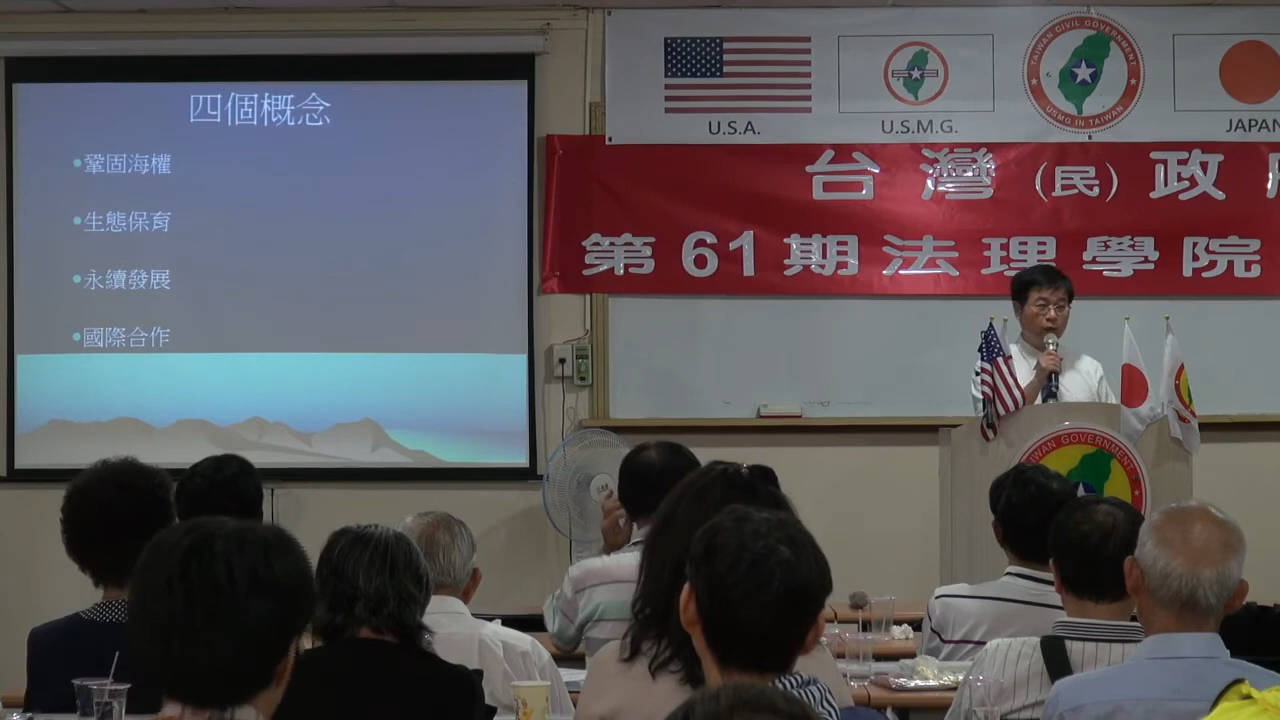 四個概念
•鞏固海權
•生態保育
•永續發展
•國際合作
U.S.A.
U.S.M.G.
TAIWAN CIVIL GOVERNMENT
USMG IN TAIWAN
JAPAN
台灣(民)政府
第61期法理學院
TAIWAN GOVERNMENT